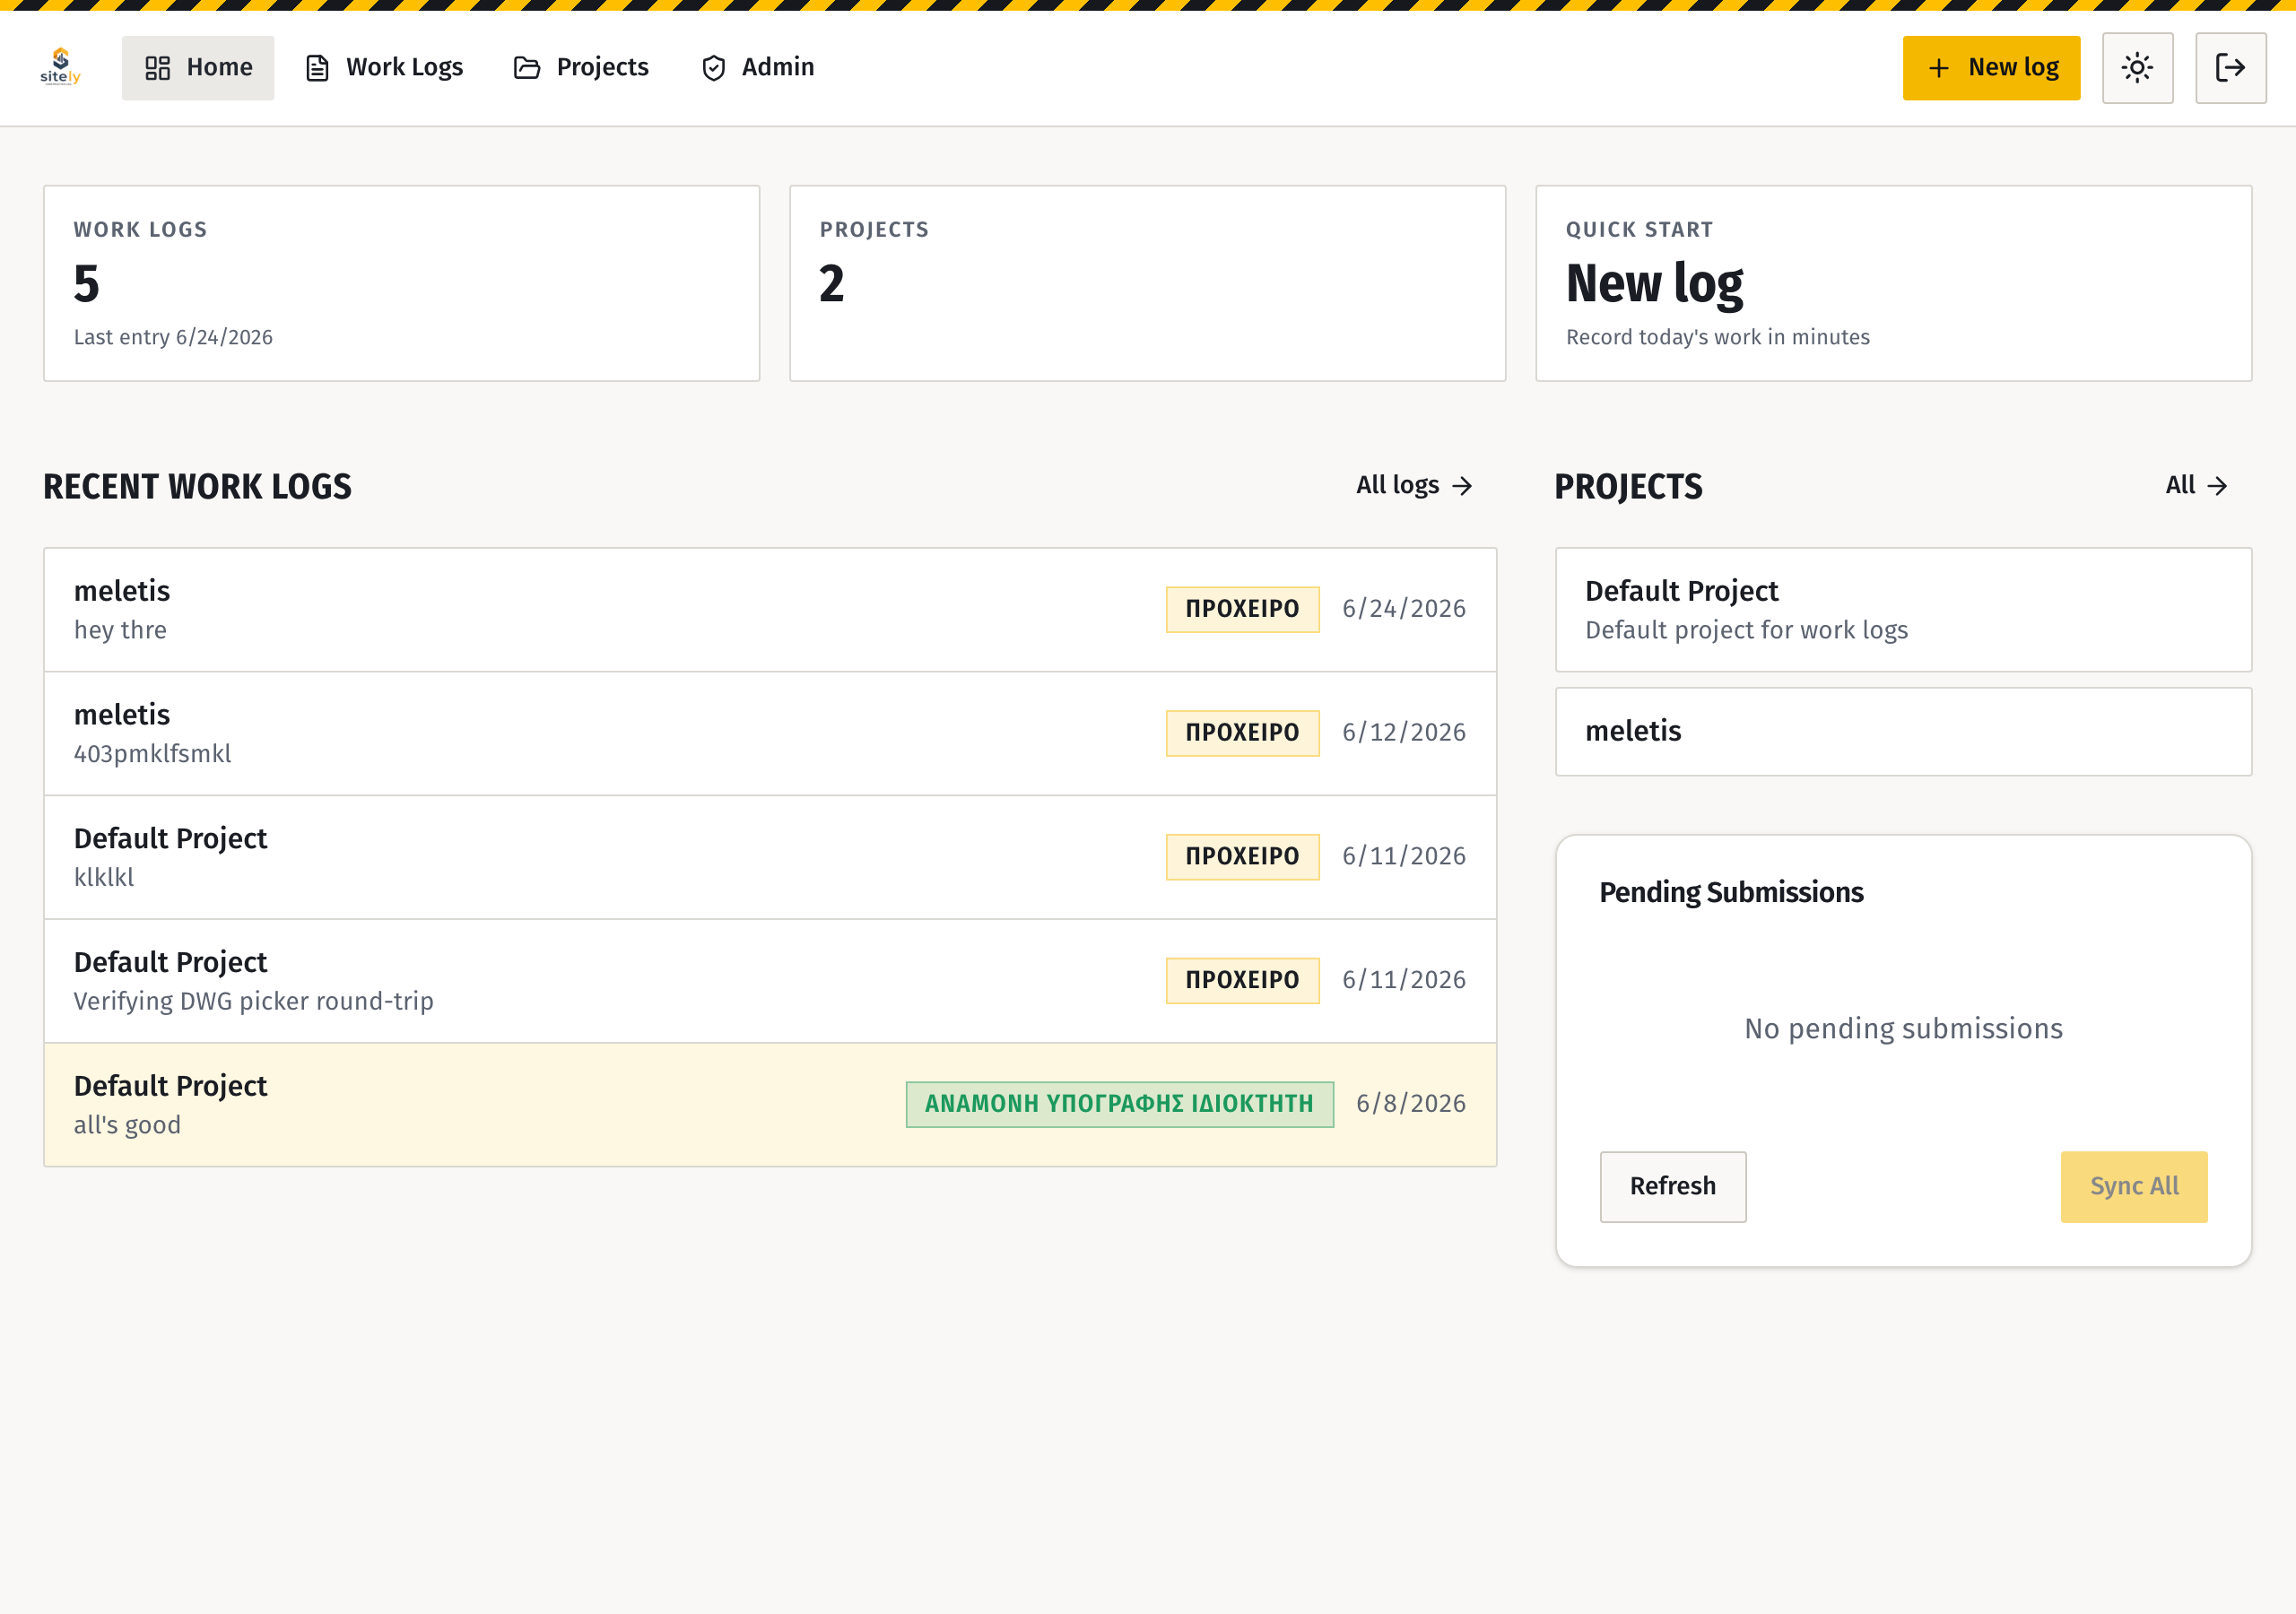 sitely
Home
Work Logs
Projects
Admin
New log
WORK LOGS
5
Last entry 6/24/2026
PROJECTS
2
QUICK START
New log
Record today's work in minutes
RECENT WORK LOGS
All logs
meletis
hey thre
ΠΡΟΧΕΙΡΟ
6/24/2026
meletis
403pmklfsmkl
ΠΡΟΧΕΙΡΟ
6/12/2026
Default Project
klklkl
ΠΡΟΧΕΙΡΟ
6/11/2026
Default Project
Verifying DWG picker round-trip
ΠΡΟΧΕΙΡΟ
6/11/2026
Default Project
all's good
ΑΝΑΜΟΝΗ ΥΠΟΓΡΑΦΗΣ ΙΔΙΟΚΤΗΤΗ
6/8/2026
PROJECTS
All
Default Project
Default project for work logs
meletis
Pending Submissions
No pending submissions
Refresh
Sync All